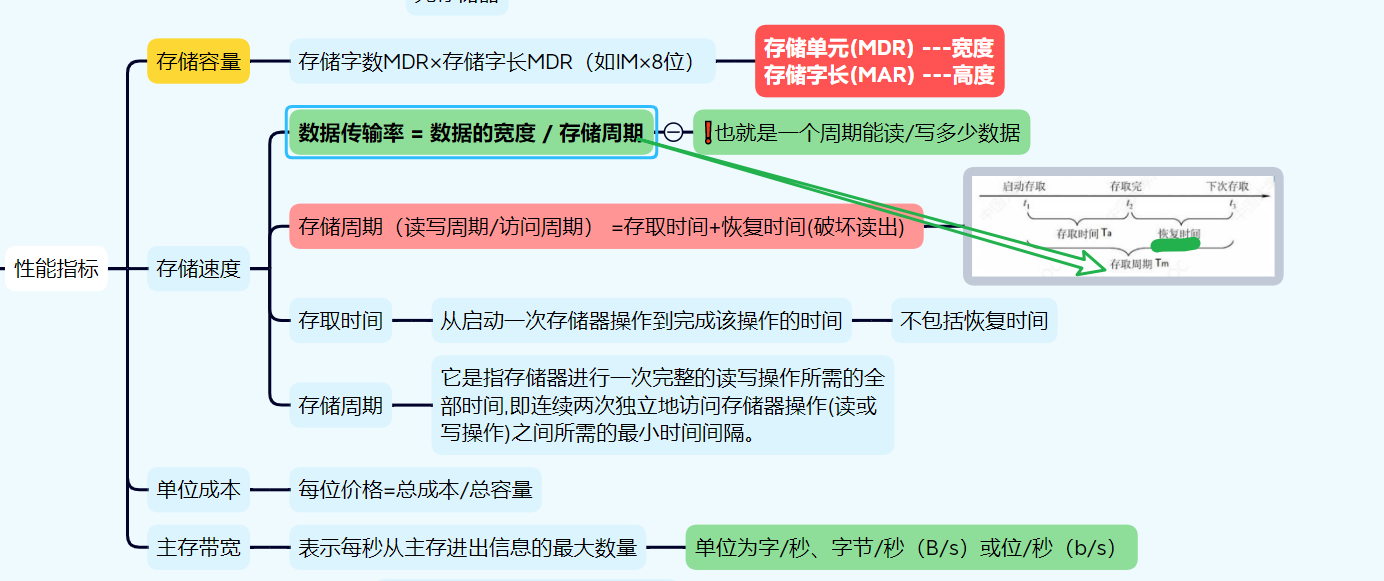 存储容量
存储字数MDR×存储字长MDR（如IM×8位）
存储单元(MDR) ---宽度
存储字长(MAR) ---高度
数据传输率 = 数据的宽度 / 存储周期
❗也就是一个周期能读/写多少数据
存储周期（读写周期/访问周期） =存取时间+恢复时间(破坏读出)
启动存取 存取完 下次存取
t1 t2 t3
存取时间Ta 恢复时间
存取周期Tm
性能指标
存储速度
存取时间
从启动一次存储器操作到完成该操作的时间
不包括恢复时间
存储周期
它是指存储器进行一次完整的读写操作所需的全
部时间,即连续两次独立地访问存储器操作(读或
写操作)之间所需的最小时间间隔。
单位成本
每位价格=总成本/总容量
主存带宽
表示每秒从主存进出信息的最大数量
单位为字/秒、字节/秒（B/s）或位/秒（b/s）